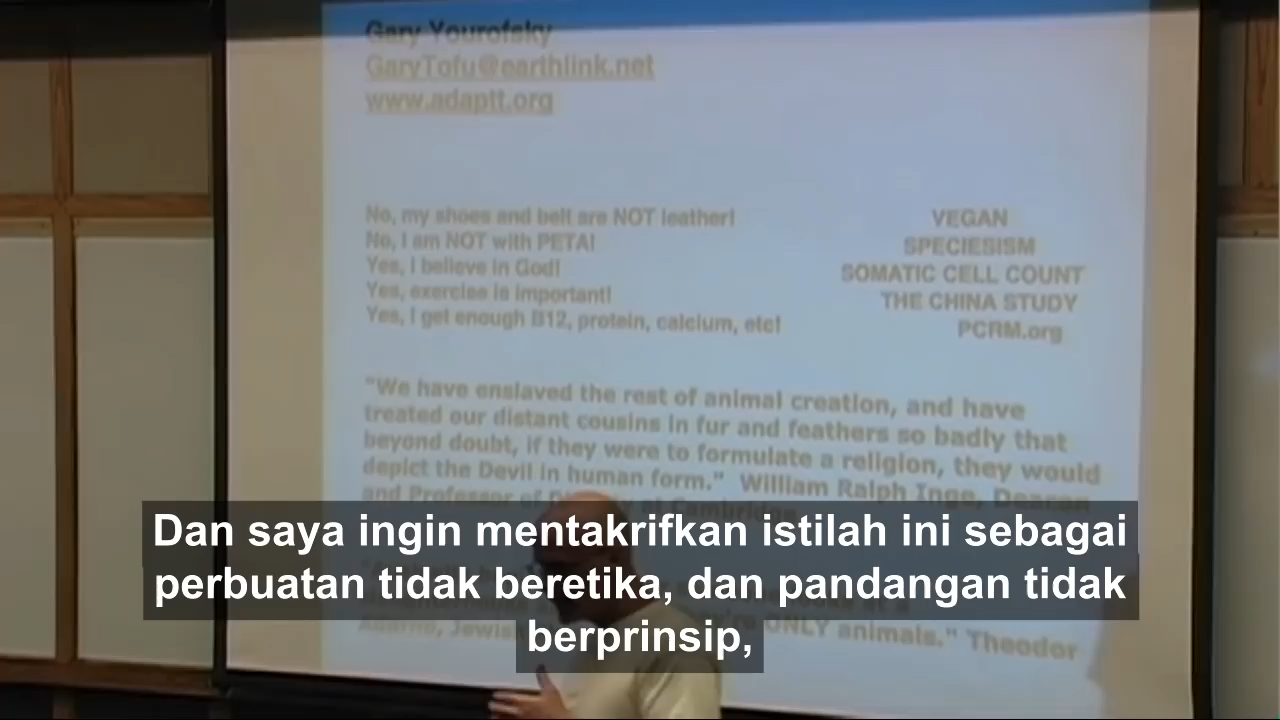 Gary Yourofsky
GaryTofu@earthlink.net
www.adaptt.org
No, my shoes and belt are NOT leather!
No, I am NOT with PETA!
Yes, I believe in God!
Yes, exercise is important!
Yes, I get enough B12, protein, calcium, etc!
VEGAN
SPECIESISM
SOMATIC CELL COUNT
THE CHINA STUDY
PCRM.org
"We have enslaved the rest of animal creation, and have
treated our distant cousins in fur and feathers so badly that
beyond doubt, if they were to formulate a religion, they would
depict the Devil in human form." William Ralph Inge, Deacon
and Professor of at Cambridge
ONLY animals." Theodor
Adorno, Jewish
Dan saya ingin mentakrifkan istilah ini sebagai
perbuatan tidak beretika, dan pandangan tidak
berprinsip,